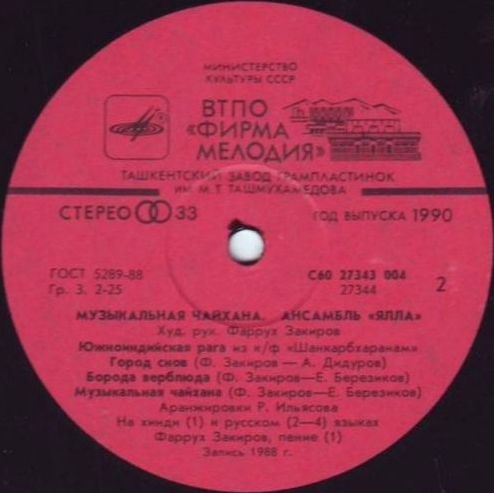 МИНИСТЕРСТВО
КУЛЬТУРЫ СССР
ВТПО
«ФИРМА
МЕЛОДИЯ»
ТАШКЕНТСКИЙ ЗАВОД ГРАМПЛАСТИНОК
ИМ. М. Т. ТАШМУХАМЕДОВА
СТЕРЕО 33 ГОД ВЫПУСКА 1990
ГОСТ 5289-88 С60 27343 004
Гр. 3. 2-25 27344 2
МУЗЫКАЛЬНАЯ ЧАЙХАНА. АНСАМБЛЬ «ЯЛЛА»
Худ. рук. Фаррух Закиров
Южноиндийская рага из к/ф «Шанкарбхаранам»
Город снов (Ф. Закиров — А. Дидуров)
Борода верблюда (Ф. Закиров—Е. Березиков)
Музыкальная чайхана (Ф. Закиров—Е. Березиков)
Аранжировки Р. Ильясова
На хинди (1) и русском (2—4) языках
Фаррух Закиров, пение (1)
Запись 1988 г.